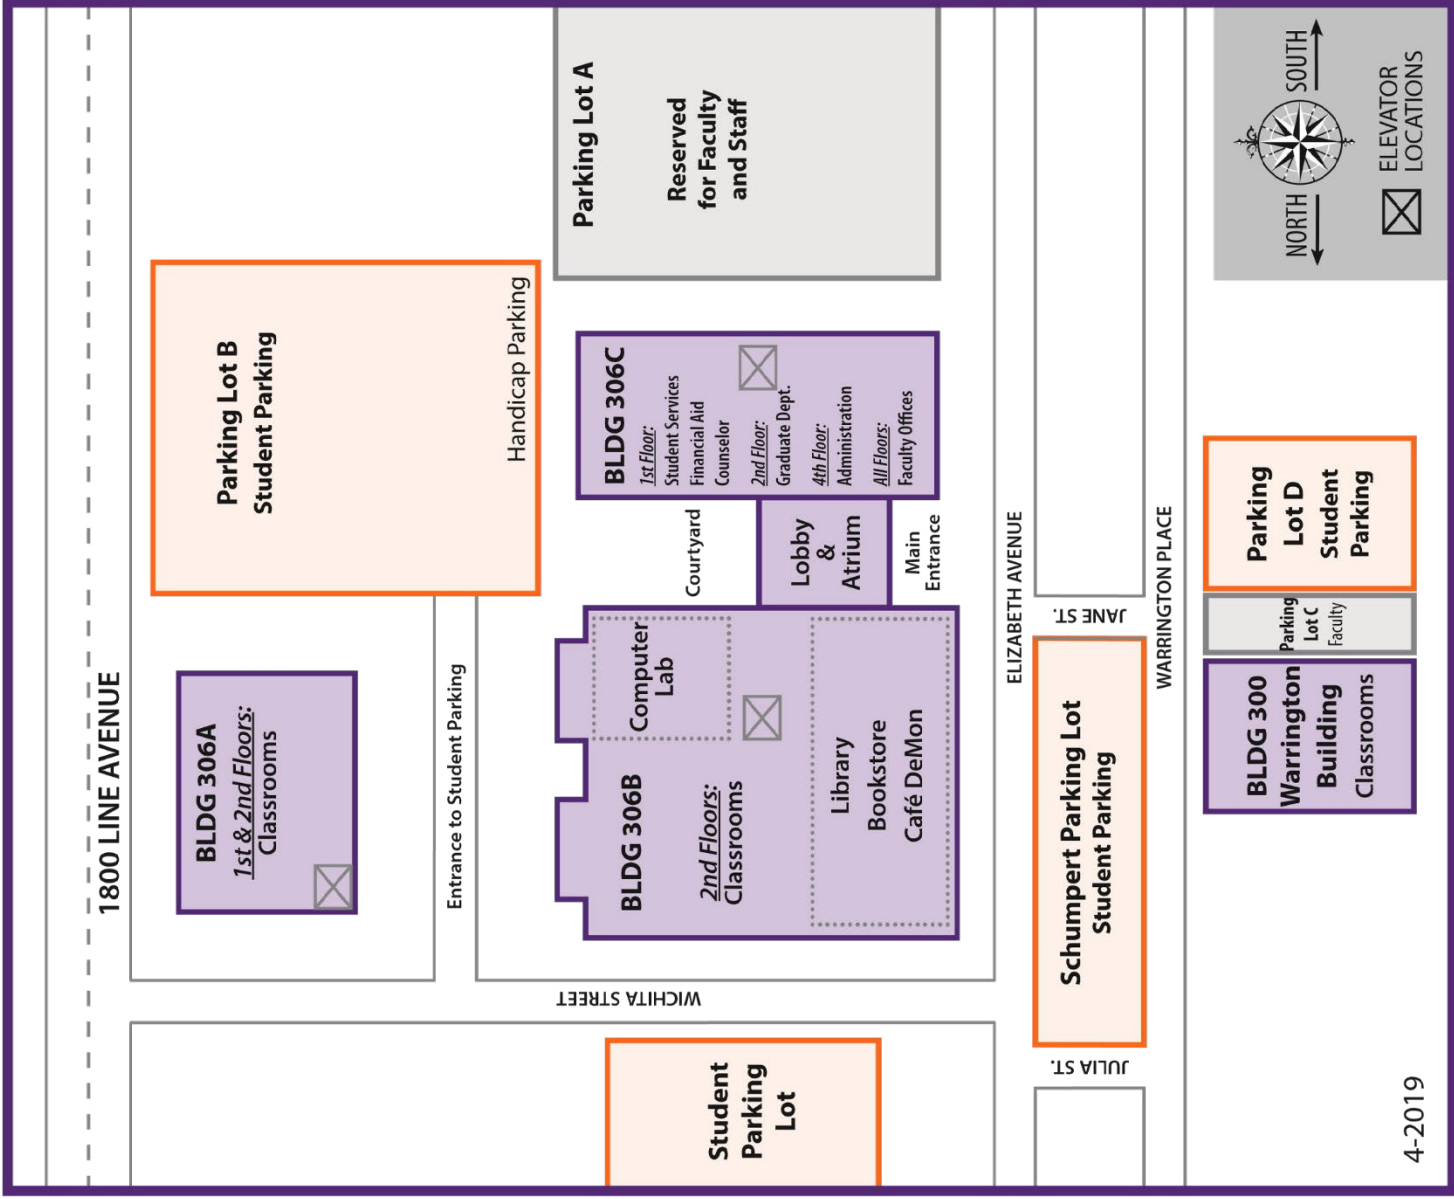 1800 LINE AVENUE
BLDG 306A
1st & 2nd Floors:
Classrooms
Parking Lot B
Student Parking
Handicap Parking
Entrance to Student Parking
WICHITA STREET
Student
Parking
Lot
BLDG 306B
2nd Floors:
Classrooms
Computer
Lab
Library
Bookstore
Café DeMon
Courtyard
Lobby
&
Atrium
Main
Entrance
BLDG 306C
1st Floor:
Student Services
Financial Aid
Counselor
2nd Floor:
Graduate Dept.
4th Floor:
Administration
All Floors:
Faculty Offices
Parking Lot A
Reserved
for Faculty
and Staff
ELIZABETH AVENUE
JULIA ST.
Schumpert Parking Lot
Student Parking
JANE ST.
WARRINGTON PLACE
BLDG 300
Warrington
Building
Classrooms
Parking
Lot C
Faculty
Parking
Lot D
Student
Parking
NORTH
SOUTH
ELEVATOR
LOCATIONS
4-2019